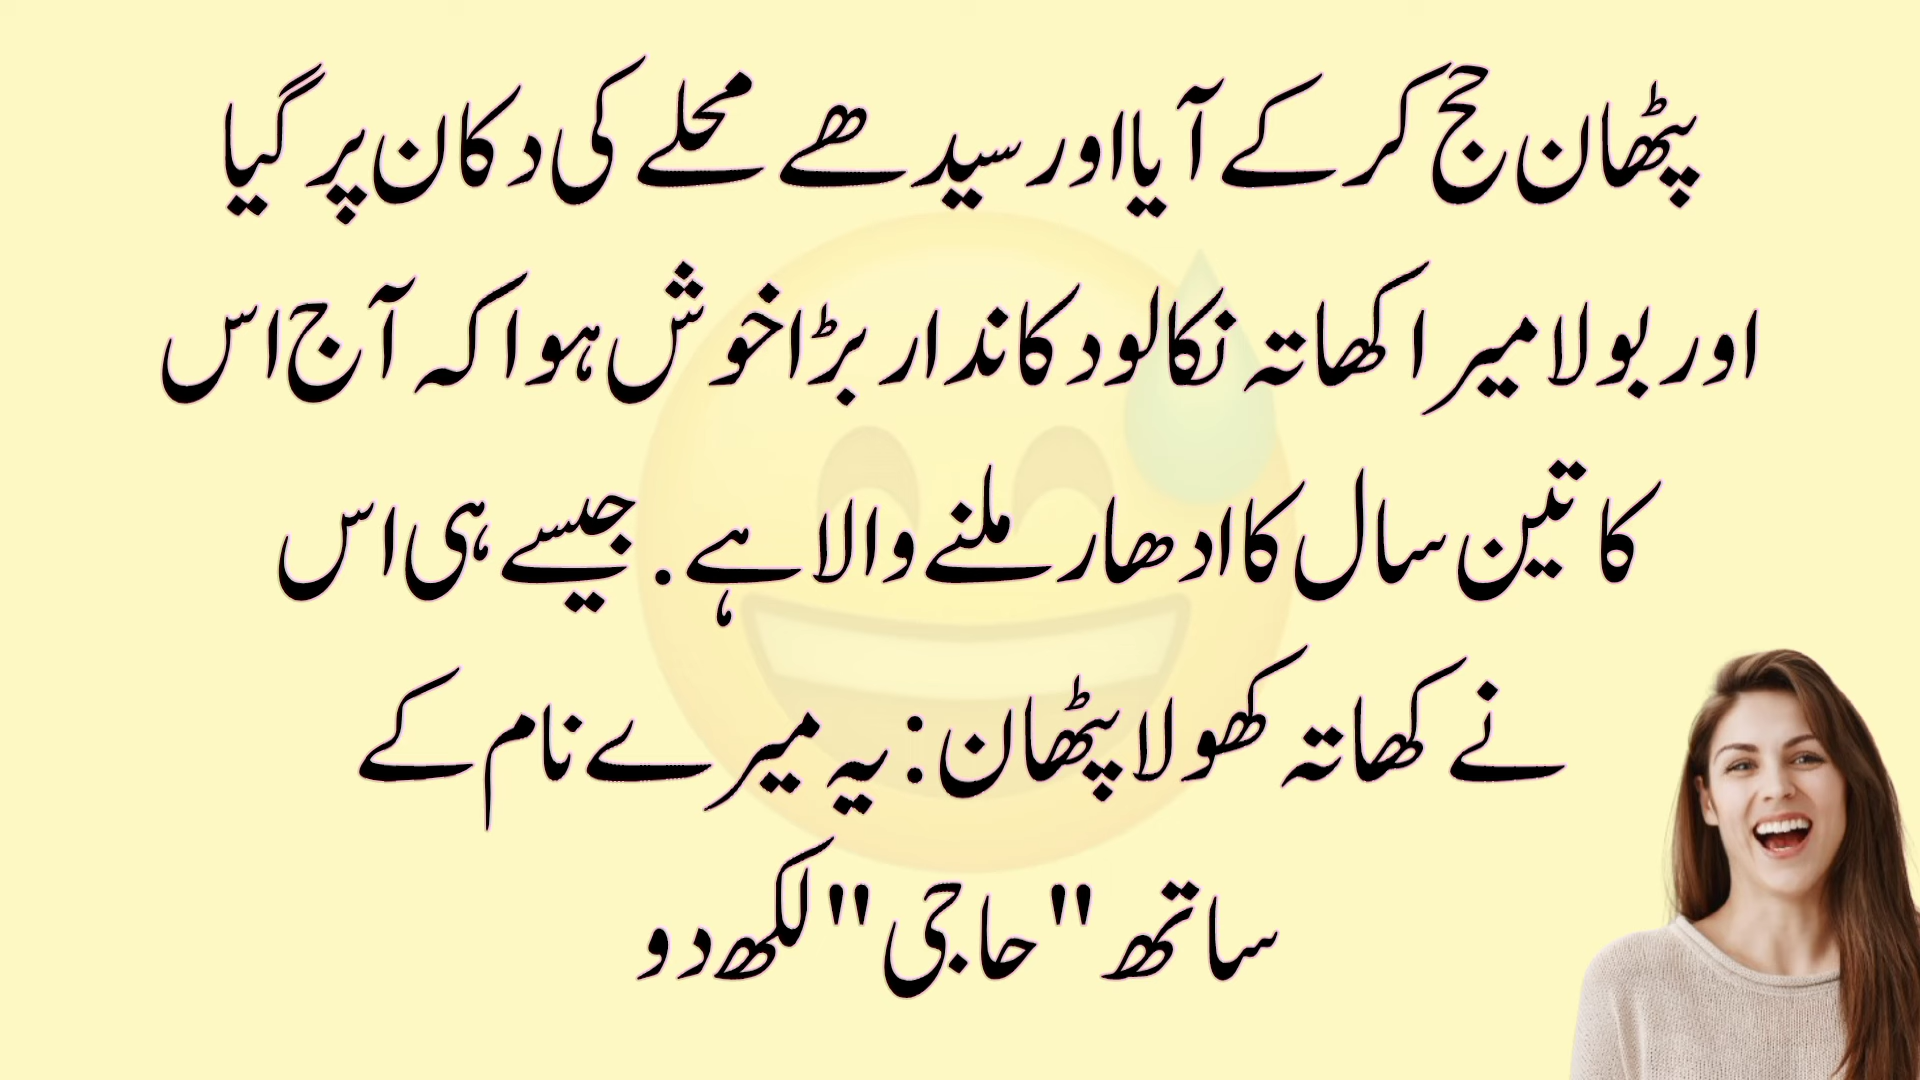 پٹھان حج کر کے آیا اور سیدھے محلے کی دکان پر گیا
اور بولا میرا کھاتہ نکالو دکاندار بڑا خوش ہوا کہ آج اس
کا تین سال کا ادھار ملنے والا ہے. جیسے ہی اس
نے کھاتہ کھولا پٹھان: یہ میرے نام کے
ساتھ "حاجی" لکھ دو